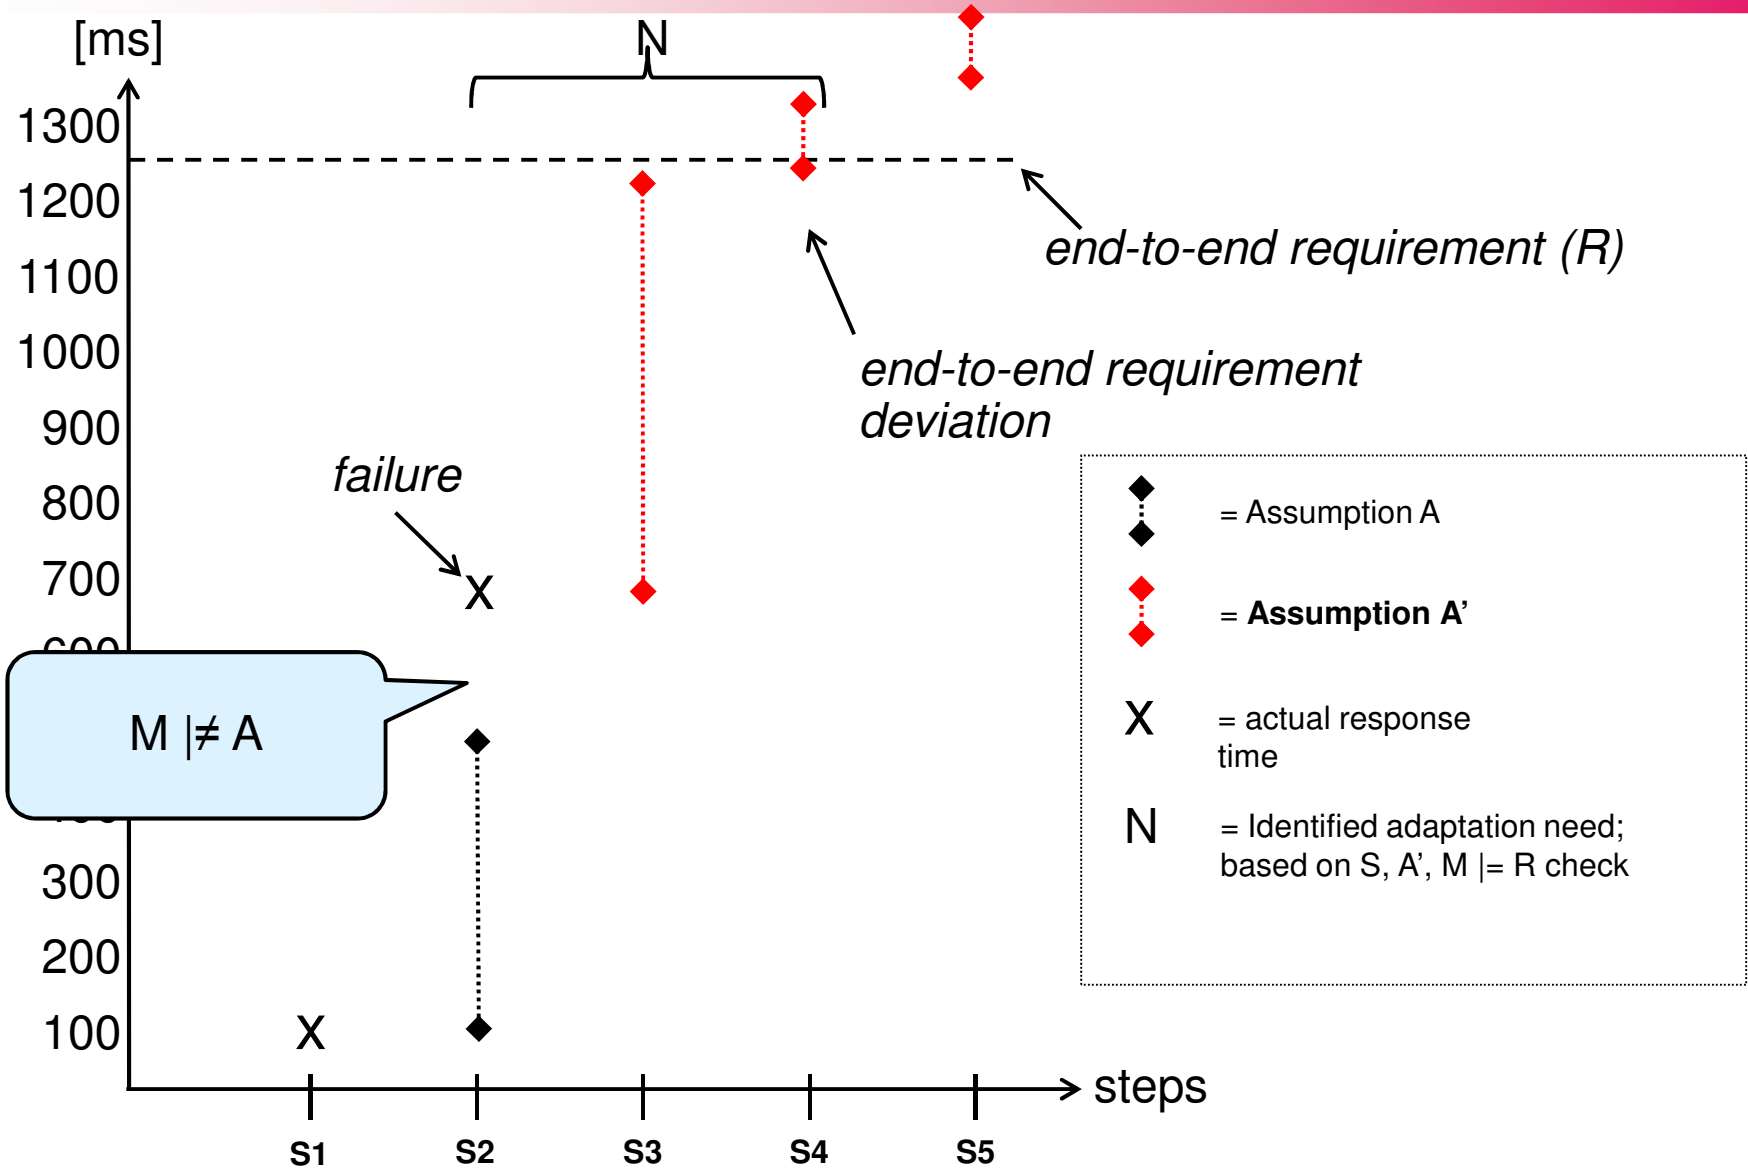 [ms]
N
1300
1200
1100
1000
900
800
700
600
300
200
100
end-to-end requirement (R)
end-to-end requirement
deviation
failure
X
M |≠ A
X
= Assumption A
= Assumption A’
X
= actual response
time
N
= Identified adaptation need;
based on S, A’, M |= R check
steps
S1
S2
S3
S4
S5